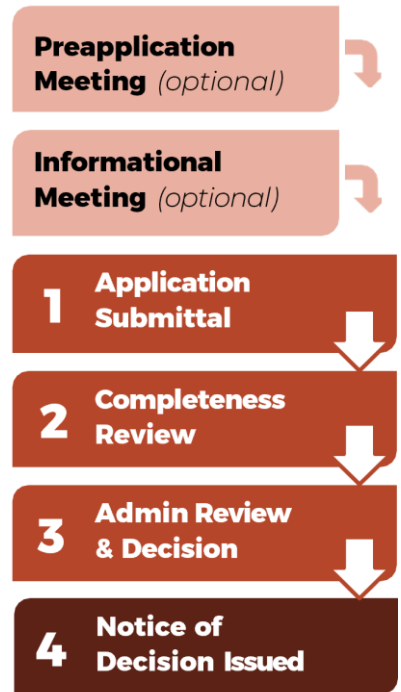 Preapplication
Meeting (optional)
Informational
Meeting (optional)
1
Application
Submittal
2
Completeness
Review
3
Admin Review
& Decision
4
Notice of
Decision Issued